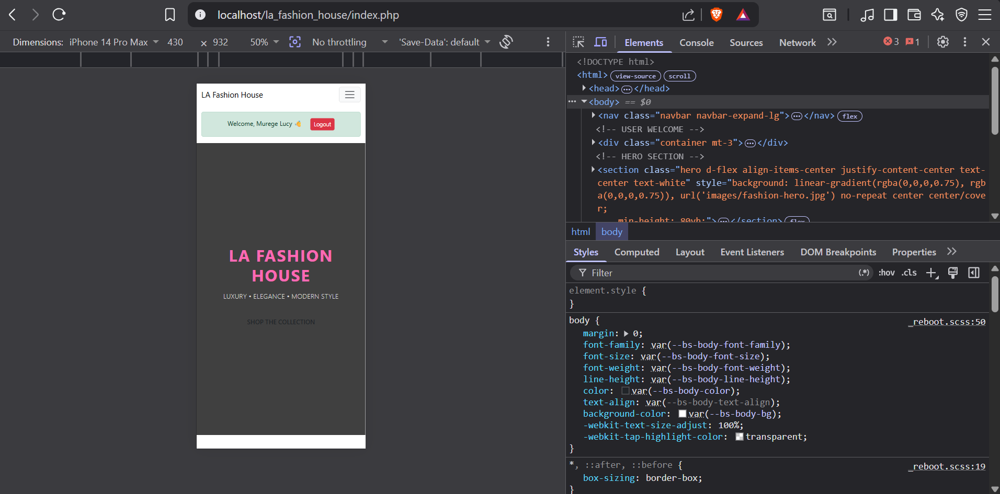 localhost/la_fashion_house/index.php
Dimensions: iPhone 14 Pro Max 430 × 932 50% No throttling 'Save-Data': default
Elements Console Sources Network 3 1
LA Fashion House
Welcome, Murege Lucy 👋 Logout
LA FASHION
HOUSE
LUXURY • ELEGANCE • MODERN STYLE
SHOP THE COLLECTION
<!DOCTYPE html>
<html> view-source scroll
<head> ••• </head>
••• <body> == $0
<nav class="navbar navbar-expand-lg"> ••• </nav> flex
<!-- USER WELCOME -->
<div class="container mt-3"> ••• </div>
<!-- HERO SECTION -->
<section class="hero d-flex align-items-center justify-content-center text-
center text-white" style="background: linear-gradient(rgba(0,0,0,0.75), rgb
a(0,0,0,0.75)), url('images/fashion-hero.jpg') no-repeat center center/cove
r;
min-height: 80vh;"> ••• </section> flex
html body
Styles Computed Layout Event Listeners DOM Breakpoints Properties
Filter (.*) :hov .cls
element.style {
}
body { _reboot.scss:50
margin: 0;
font-family: var(--bs-body-font-family);
font-size: var(--bs-body-font-size);
font-weight: var(--bs-body-font-weight);
line-height: var(--bs-body-line-height);
color: var(--bs-body-color);
text-align: var(--bs-body-text-align);
background-color: var(--bs-body-bg);
-webkit-text-size-adjust: 100%;
-webkit-tap-highlight-color: transparent;
}
*, ::after, ::before { _reboot.scss:19
box-sizing: border-box;
}